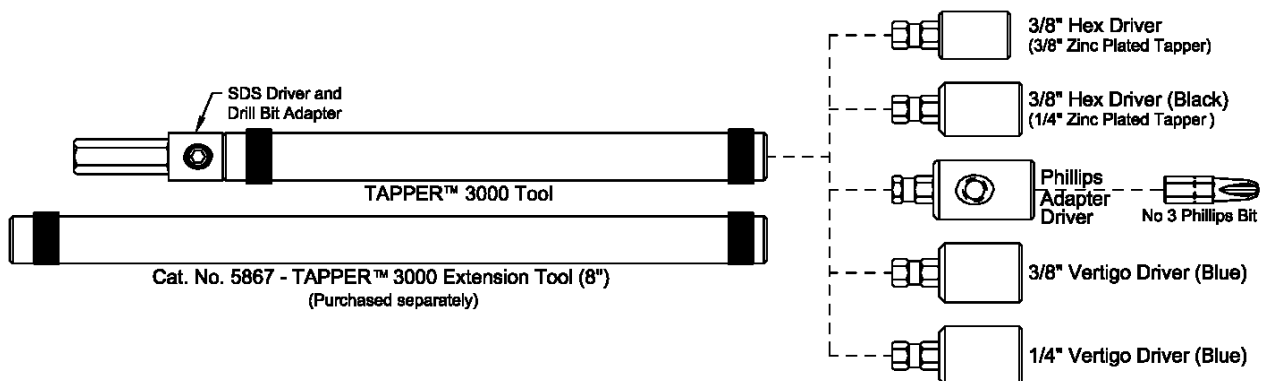 SDS Driver and
Drill Bit Adapter
TAPPER™ 3000 Tool
Cat. No. 5867 - TAPPER™ 3000 Extension Tool (8")
(Purchased separately)
3/8" Hex Driver
(3/8" Zinc Plated Tapper)
3/8" Hex Driver (Black)
(1/4" Zinc Plated Tapper )
Phillips
Adapter
Driver
No 3 Phillips Bit
3/8" Vertigo Driver (Blue)
1/4" Vertigo Driver (Blue)